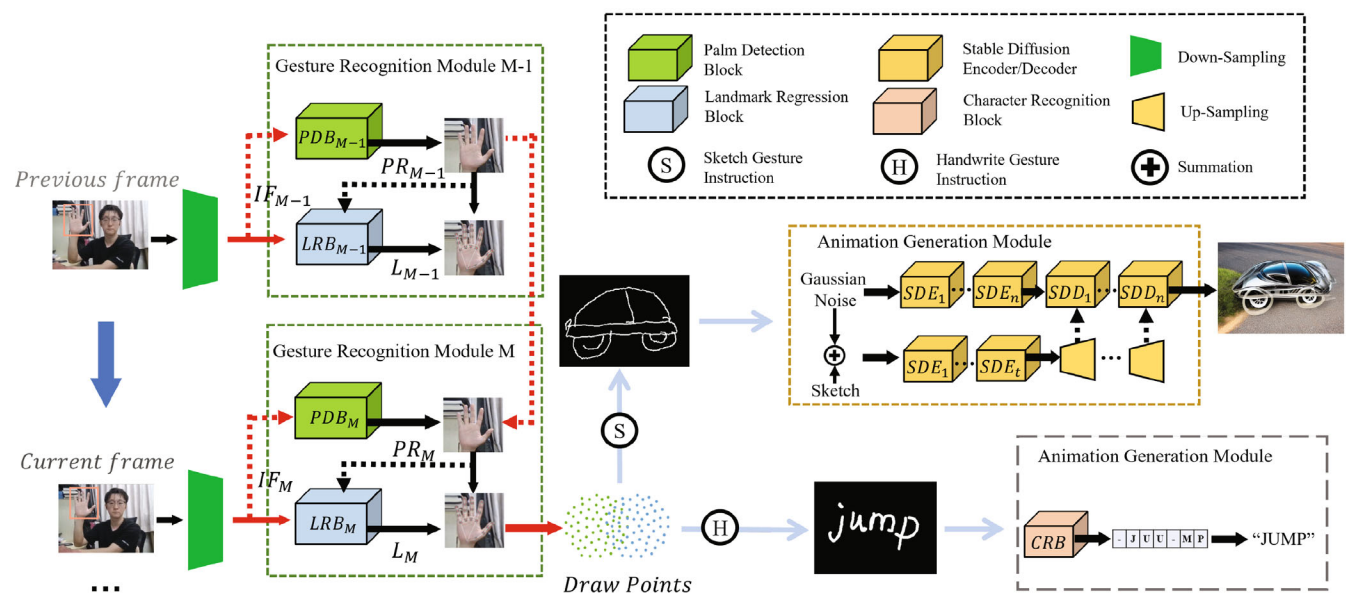 Gesture Recognition Module M-1
PDB_{M-1}
PR_{M-1}
Previous frame
IF_{M-1}
LRB_{M-1}
L_{M-1}
Gesture Recognition Module M
PDB_M
PR_M
Current frame
IF_M
LRB_M
L_M
...
Draw Points
S
H
jump
Palm Detection
Block
Stable Diffusion
Encoder/Decoder
Down-Sampling
Landmark Regression
Block
Character Recognition
Block
Up-Sampling
S
Sketch Gesture
Instruction
H
Handwrite Gesture
Instruction
Summation
Animation Generation Module
Gaussian
Noise
SDE_1 ... SDE_n ... SDD_1 ... SDD_n
SDE_1 ... SDE_t ...
Sketch
Animation Generation Module
CRB
- J U U - M P
“JUMP”